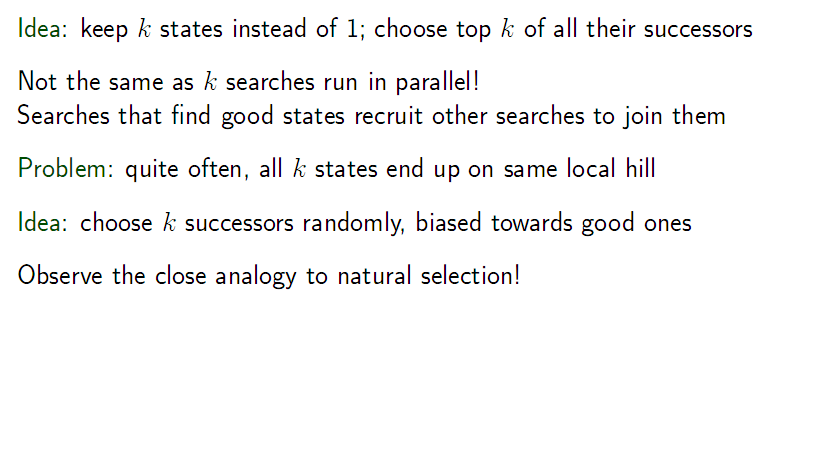 Idea: keep k states instead of 1; choose top k of all their successors
Not the same as k searches run in parallel!
Searches that find good states recruit other searches to join them
Problem: quite often, all k states end up on same local hill
Idea: choose k successors randomly, biased towards good ones
Observe the close analogy to natural selection!